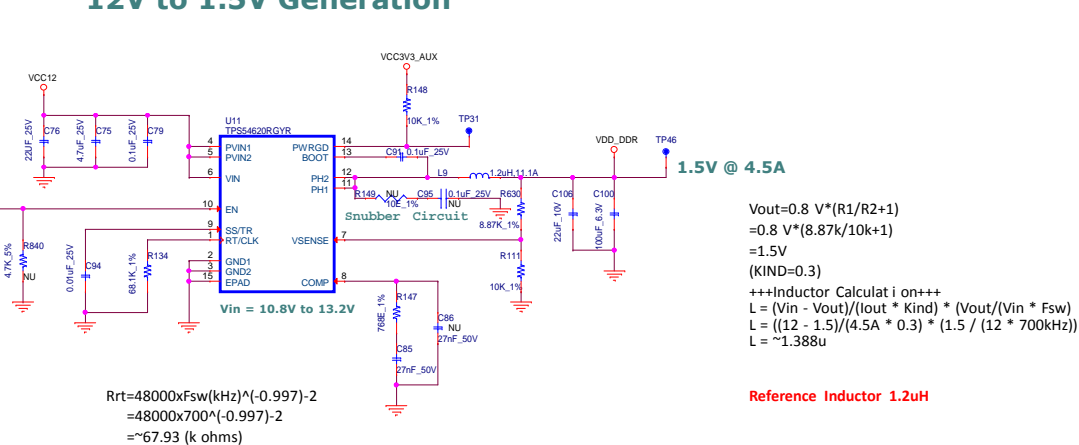 12V to 1.5V Generation
VCC3V3_AUX
VCC12
R148
10K_1%
TP31
U11
TPS54620RGYR
C76
22UF_25V
C75
4.7uF_25V
C79
0.1uF_25V
4 PVIN1
5 PVIN2
6 VIN
10 EN
9 SS/TR
1 RT/CLK
2 GND1
3 GND2
15 EPAD
PWRGD 14
BOOT 13
PH2 12
PH1 11
VSENSE 7
COMP 8
C91 0.1uF_25V
L9 1.2uH,11.1A
VDD_DDR
TP46
1.5V @ 4.5A
R149 NU
10E_1%
C95 0.1uF_25V
NU
Snubber Circuit
R630
8.87K_1%
C106
22uF_10V
C100
100uF_6.3V
R111
10K_1%
R840
4.7K_5%
NU
C94
0.01uF_25V
R134
68.1K_1%
Vin = 10.8V to 13.2V
R147
768E_1%
C86
NU
27nF_50V
C85
27nF_50V
Vout=0.8 V*(R1/R2+1)
=0.8 V*(8.87k/10k+1)
=1.5V
(KIND=0.3)
+++Inductor Calculat i on+++
L = (Vin - Vout)/(Iout * Kind) * (Vout/(Vin * Fsw)
L = ((12 - 1.5)/(4.5A * 0.3) * (1.5 / (12 * 700kHz))
L = ~1.388u
Reference Inductor 1.2uH
Rrt=48000xFsw(kHz)^(-0.997)-2
=48000x700^(-0.997)-2
=~67.93 (k ohms)